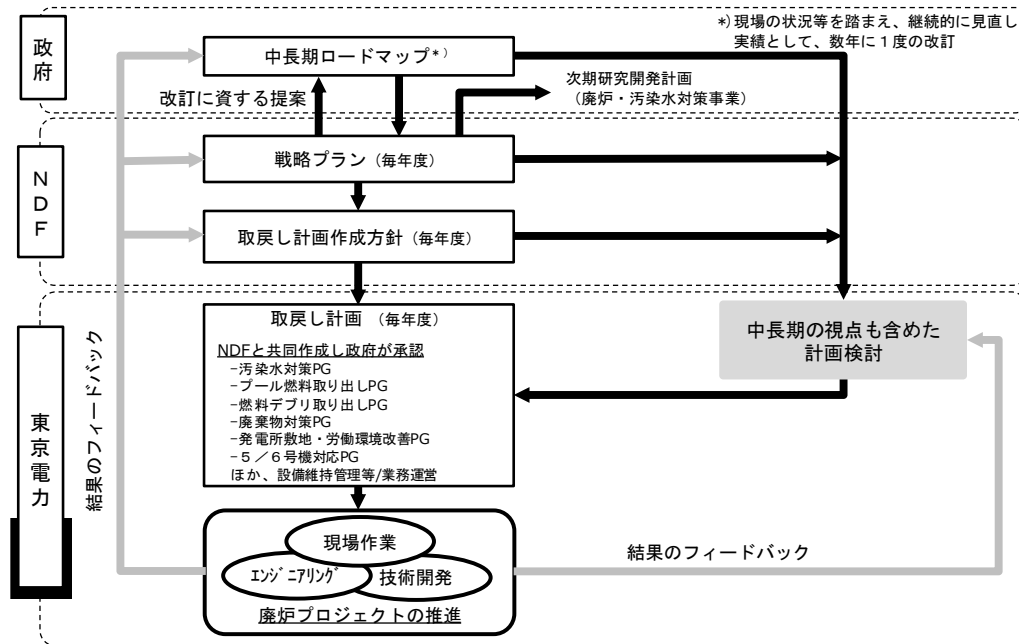 政府
中長期ロードマップ*）
*）現場の状況等を踏まえ、継続的に見直し
実績として、数年に１度の改訂
改訂に資する提案
次期研究開発計画
（廃炉・汚染水対策事業）
ＮＤＦ
戦略プラン（毎年度）
取戻し計画作成方針（毎年度）
東京電力
結果のフィードバック
取戻し計画 （毎年度）
NDFと共同作成し政府が承認
-汚染水対策PG
-プール燃料取り出しPG
-燃料デブリ取り出しPG
-廃棄物対策PG
-発電所敷地・労働環境改善PG
-５／６号機対応PG
ほか、設備維持管理等/業務運営
中長期の視点も含めた
計画検討
現場作業
ｴﾝｼﾞﾆｱﾘﾝｸﾞ
技術開発
廃炉プロジェクトの推進
結果のフィードバック